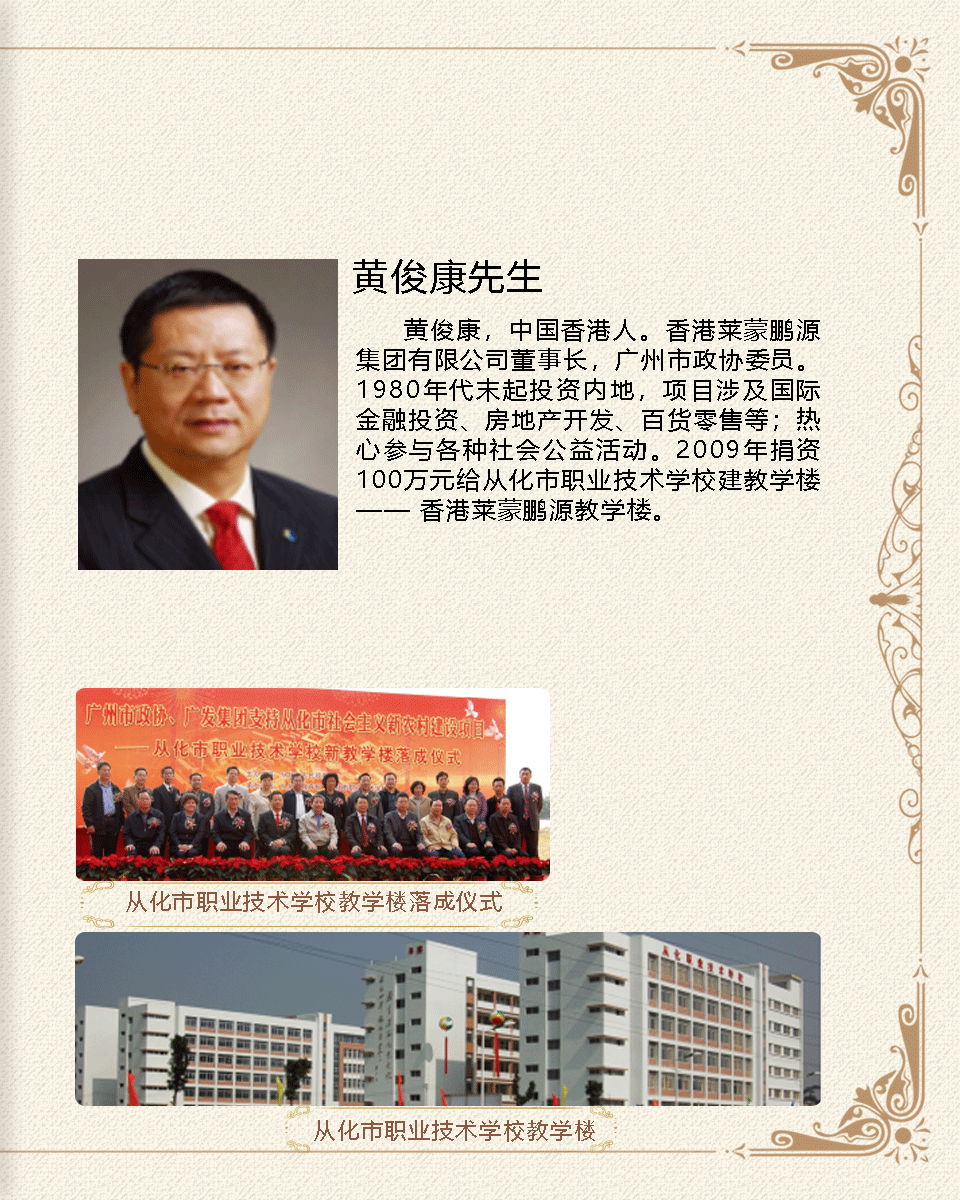 黄俊康先生
黄俊康，中国香港人。香港莱蒙鹏源
集团有限公司董事长，广州市政协委员。
1980年代末起投资内地，项目涉及国际
金融投资、房地产开发、百货零售等；热
心参与各种社会公益活动。2009年捐资
100万元给从化市职业技术学校建教学楼
—— 香港莱蒙鹏源教学楼。
广州市政协、广发集团支持从化市社会主义新农村建设项目
——从化市职业技术学校新教学楼落成仪式
从化市职业技术学校教学楼落成仪式
从化职业技术学校
从化市职业技术学校教学楼